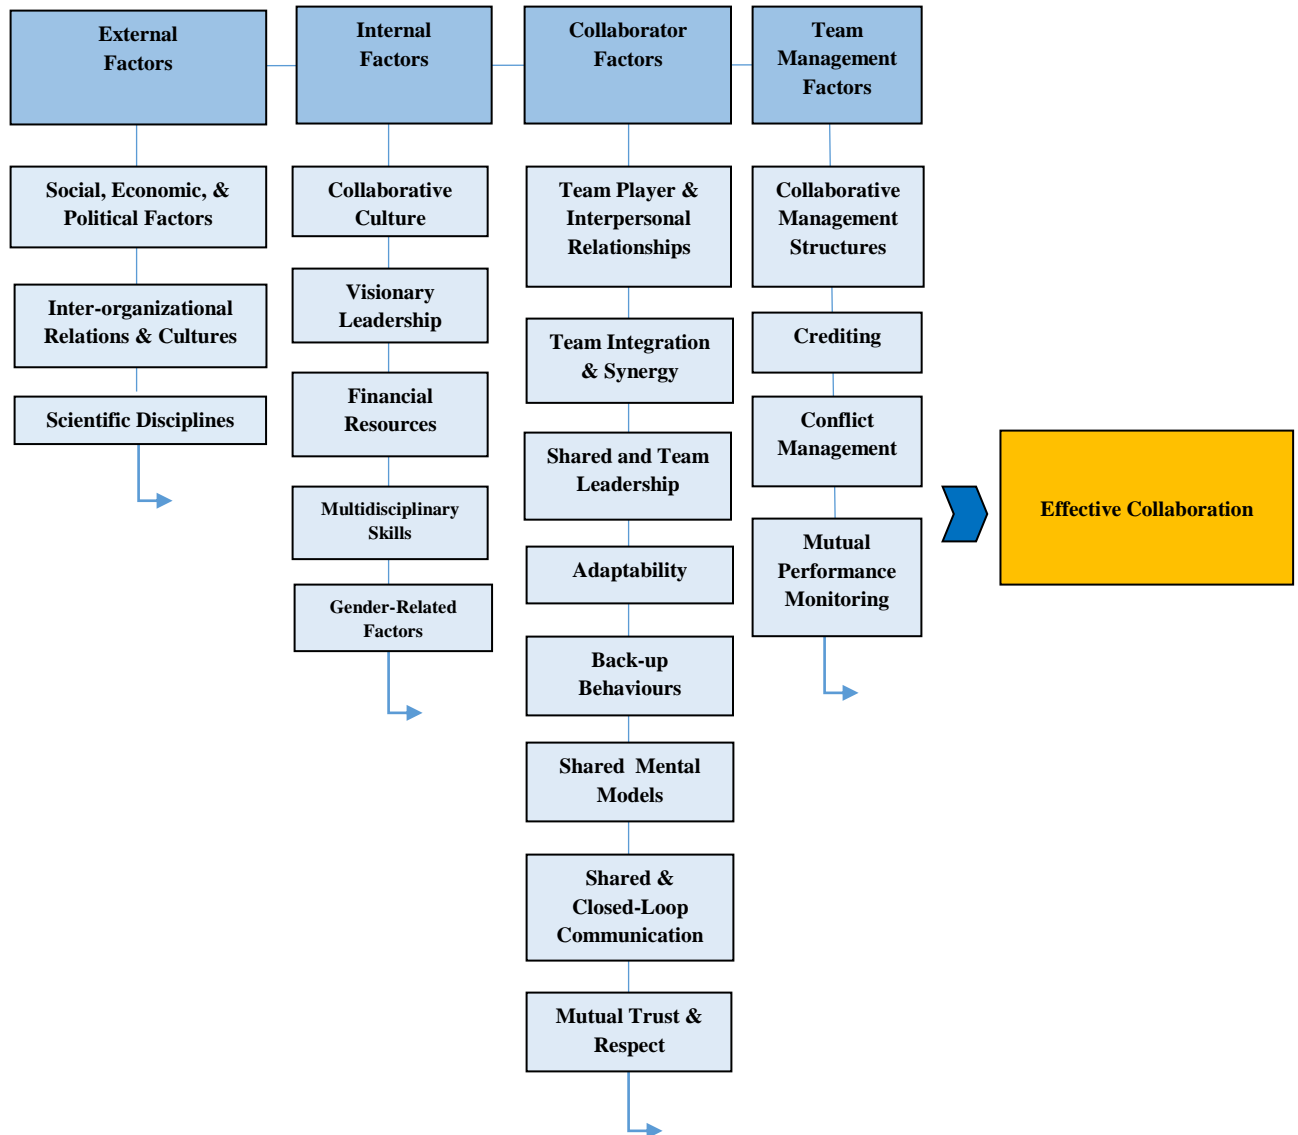 External
Factors
Social, Economic, &
Political Factors
Inter-organizational
Relations & Cultures
Scientific Disciplines
Internal
Factors
Collaborative
Culture
Visionary
Leadership
Financial
Resources
Multidisciplinary
Skills
Gender-Related
Factors
Collaborator
Factors
Team Player &
Interpersonal
Relationships
Team Integration
& Synergy
Shared and Team
Leadership
Adaptability
Back-up
Behaviours
Shared Mental
Models
Shared &
Closed-Loop
Communication
Mutual Trust &
Respect
Team
Management
Factors
Collaborative
Management
Structures
Crediting
Conflict
Management
Mutual
Performance
Monitoring
Effective Collaboration